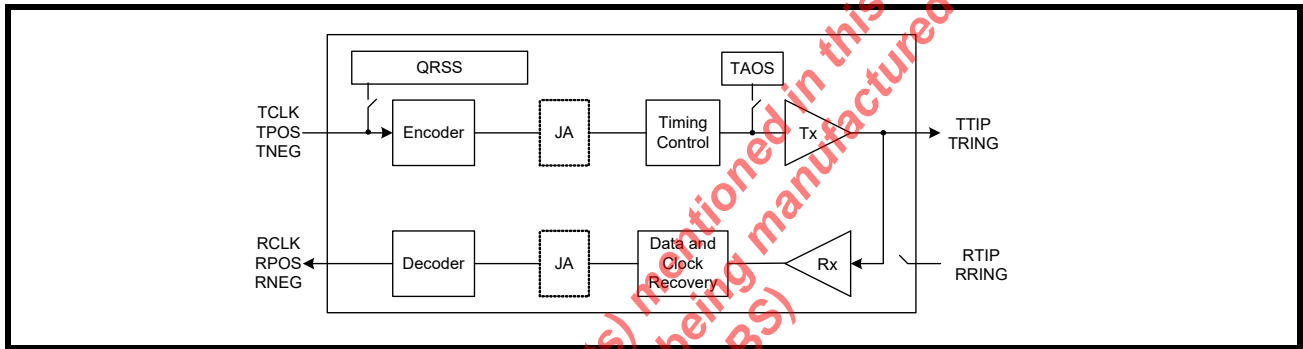 QRSS
TAOS
TCLK
TPOS
TNEG
Encoder
JA
Timing
Control
Tx
TTIP
TRING
RCLK
RPOS
RNEG
Decoder
JA
Data and
Clock
Recovery
Rx
RTIP
RRING
mentioned in this
being manufactured